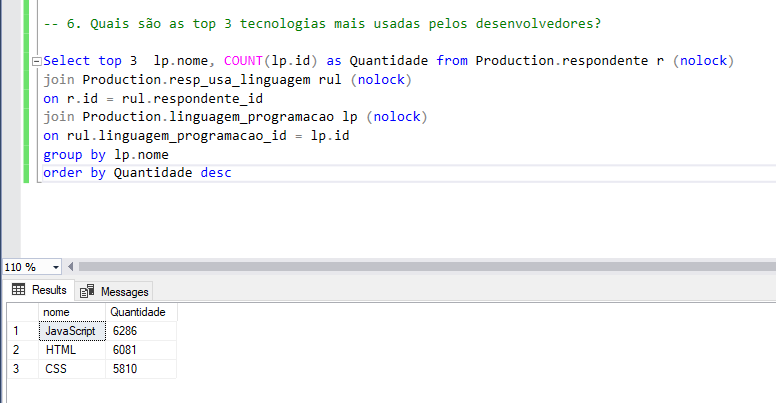 -- 6. Quais são as top 3 tecnologias mais usadas pelos desenvolvedores?
Select top 3  lp.nome, COUNT(lp.id) as Quantidade from Production.respondente r (nolock)
join Production.resp_usa_linguagem rul (nolock)
on r.id = rul.respondente_id
join Production.linguagem_programacao lp (nolock)
on rul.linguagem_programacao_id = lp.id
group by lp.nome
order by Quantidade desc
110 %
Results Messages
nome Quantidade
1 JavaScript 6286
2 HTML 6081
3 CSS 5810